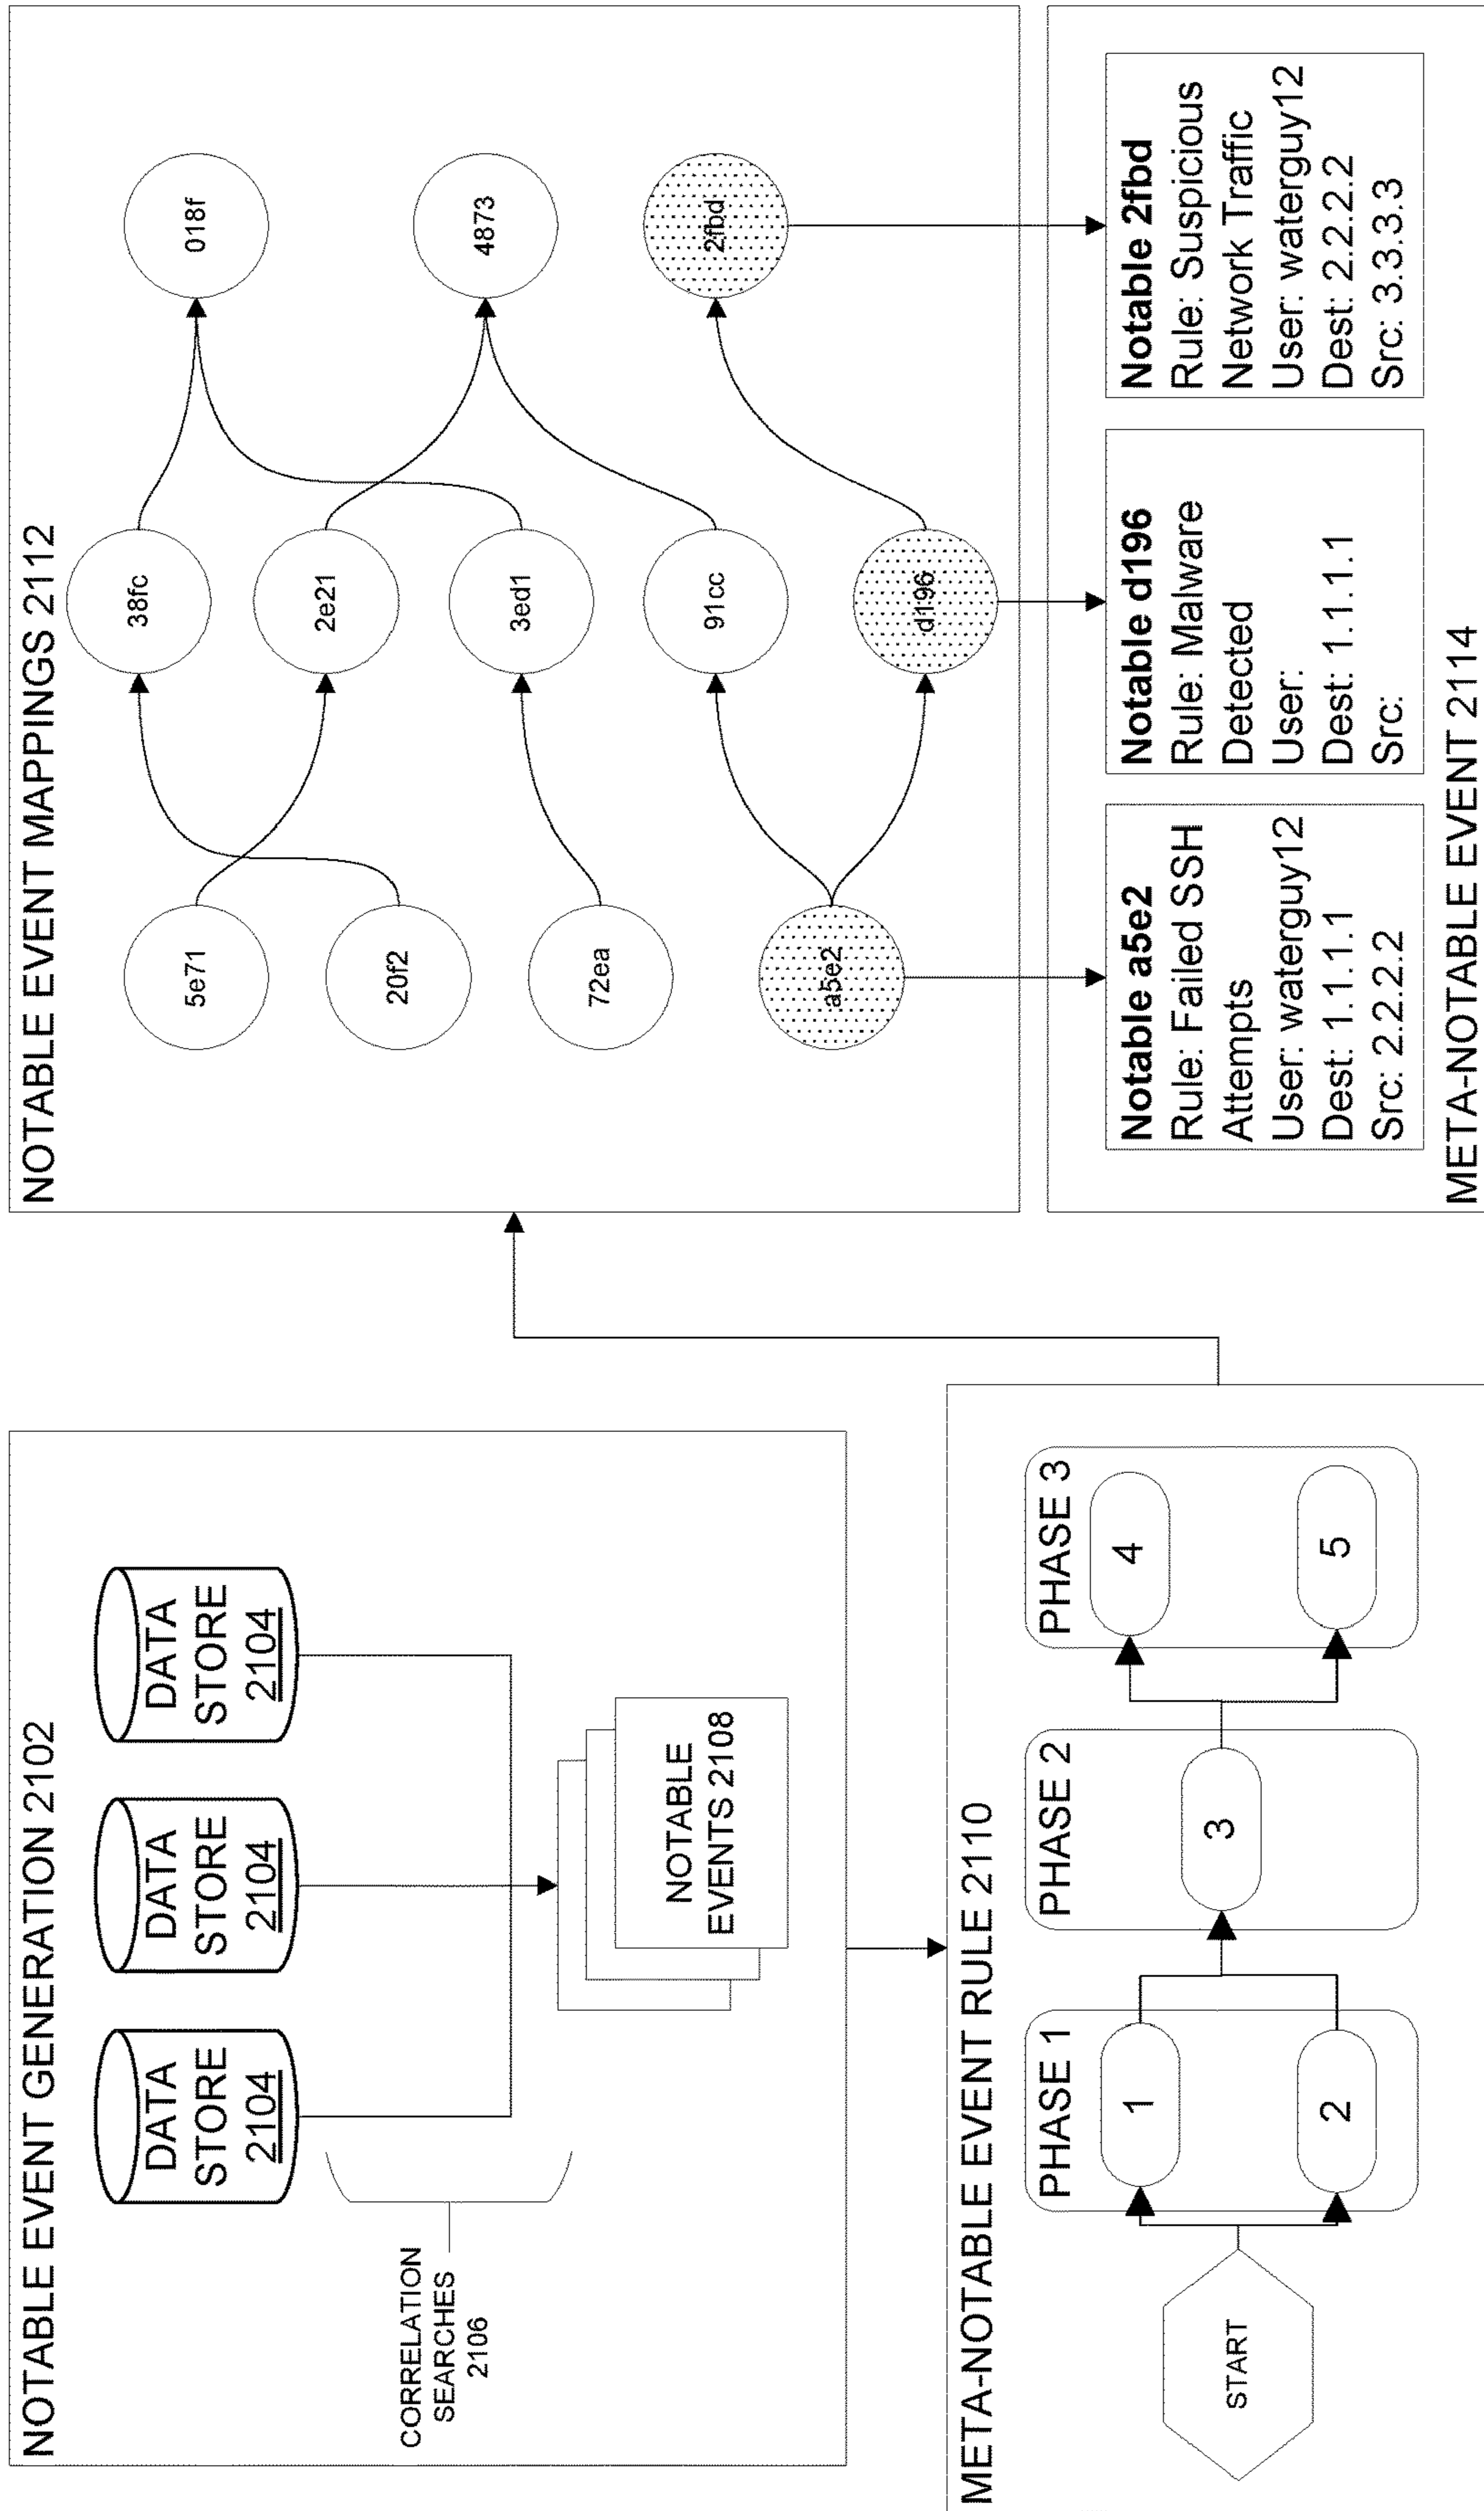 NOTABLE EVENT GENERATION 2102
DATA
STORE
2104
DATA
STORE
2104
DATA
STORE
2104
CORRELATION
SEARCHES
2106
NOTABLE
EVENTS 2108
META-NOTABLE EVENT RULE 2110
START
PHASE 1
1
2
PHASE 2
3
PHASE 3
4
5
NOTABLE EVENT MAPPINGS 2112
5e71
20f2
72ea
a5e2
38fc
2e21
3ed1
91cc
d196
018f
4873
2fbd
Notable a5e2
Rule: Failed SSH
Attempts
User: waterguy12
Dest: 1.1.1.1
Src: 2.2.2.2
Notable d196
Rule: Malware
Detected
User:
Dest: 1.1.1.1
Src:
Notable 2fbd
Rule: Suspicious
Network Traffic
User: waterguy12
Dest: 2.2.2.2
Src: 3.3.3.3
META-NOTABLE EVENT 2114